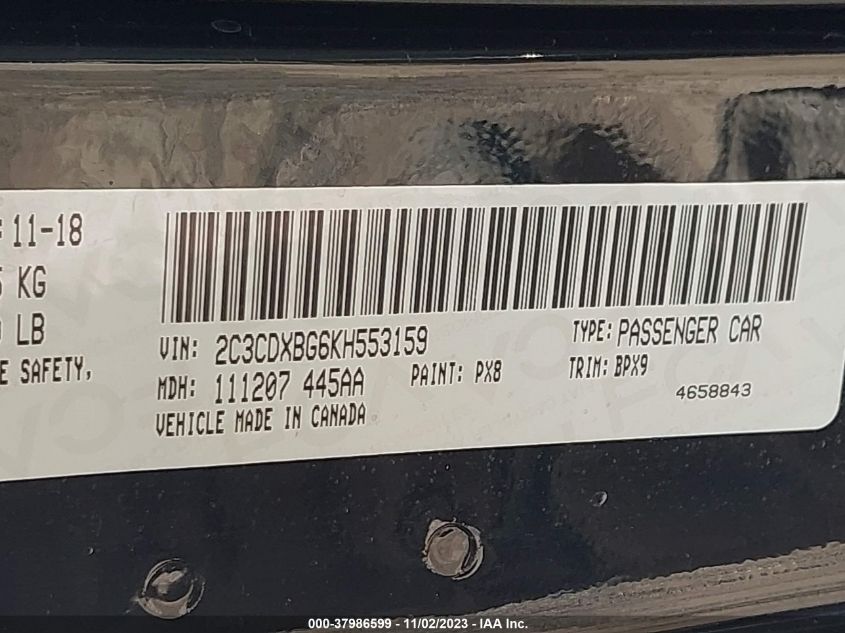 11-18
KG
LB
E SAFETY,
VIN: 2C3CDXBG6KH553159
TYPE: PASSENGER CAR
MDH: 111207 445AA
PAINT: PX8
TRIM: BPX9
VEHICLE MADE IN CANADA
4658843
000-37986599 - 11/02/2023 - IAA Inc.